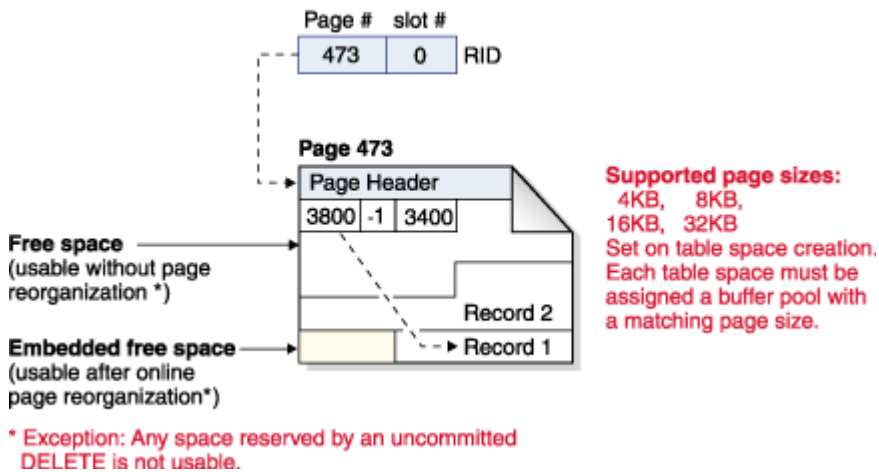 Page # slot #
473 0 RID
Page 473
Page Header
3800 -1 3400
Free space
(usable without page
reorganization *)
Record 2
Embedded free space
Record 1
(usable after online
page reorganization*)
Supported page sizes:
4KB, 8KB,
16KB, 32KB
Set on table space creation.
Each table space must be
assigned a buffer pool with
a matching page size.
* Exception: Any space reserved by an uncommitted
DELETE is not usable.